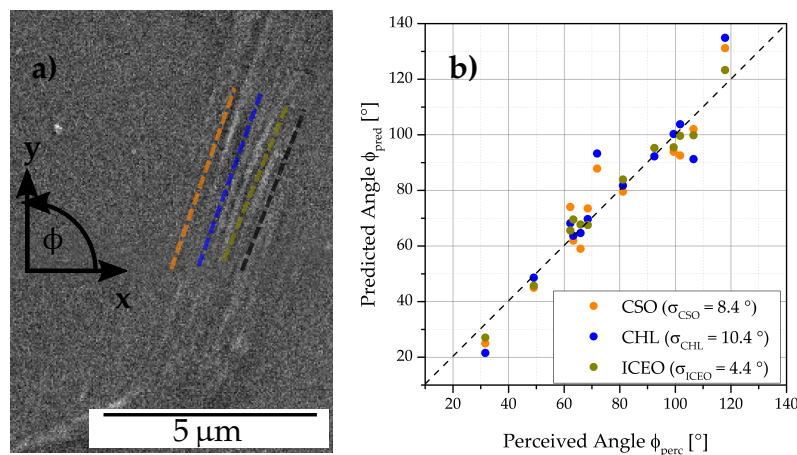 a)
y
ϕ
x
5 μm
b)
Predicted Angle ϕpred [°]
140
120
100
80
60
40
20
20 40 60 80 100 120 140
Perceived Angle ϕperc [°]
CSO (σCSO = 8.4 °)
CHL (σCHL = 10.4 °)
ICEO (σICEO = 4.4 °)